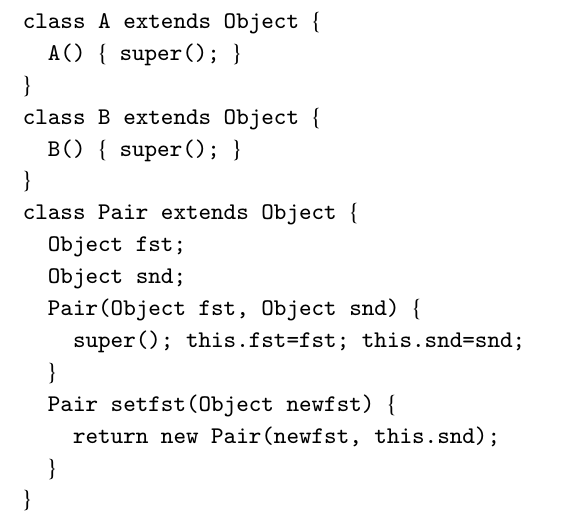 class A extends Object {
  A() { super(); }
}
class B extends Object {
  B() { super(); }
}
class Pair extends Object {
  Object fst;
  Object snd;
  Pair(Object fst, Object snd) {
    super(); this.fst=fst; this.snd=snd;
  }
  Pair setfst(Object newfst) {
    return new Pair(newfst, this.snd);
  }
}